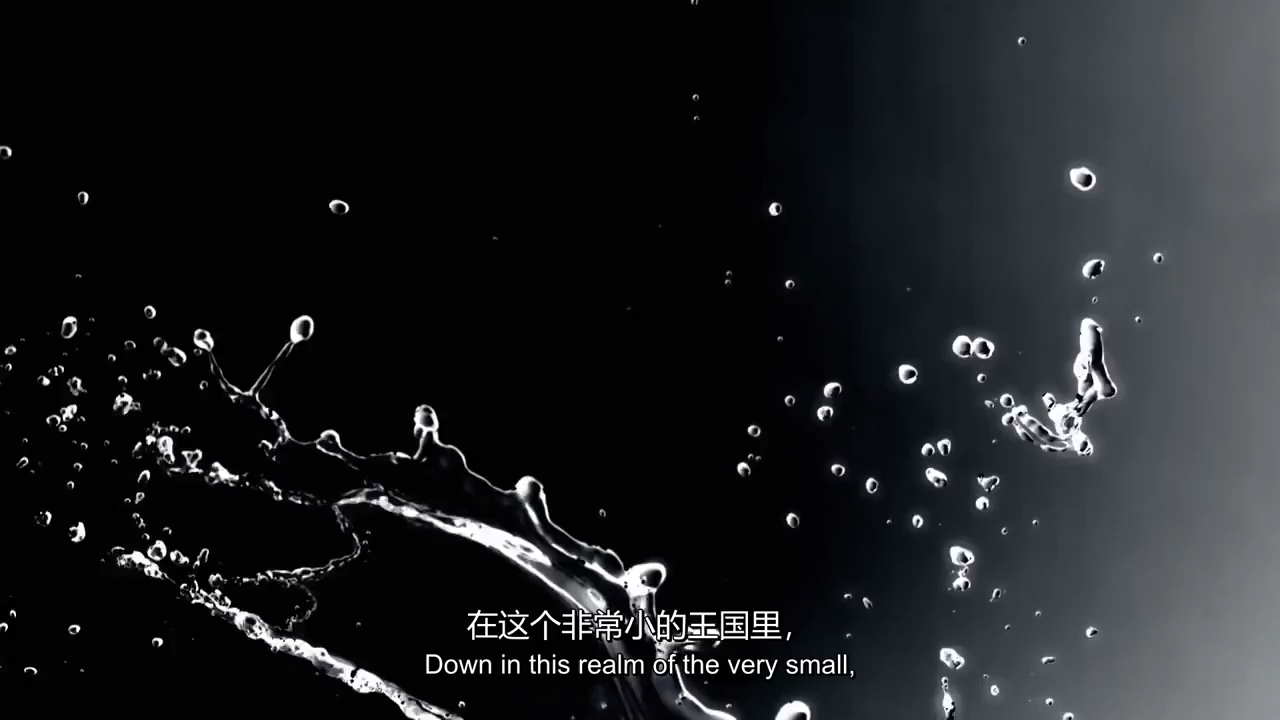 在这个非常小的王国里，
Down in this realm of the very small,